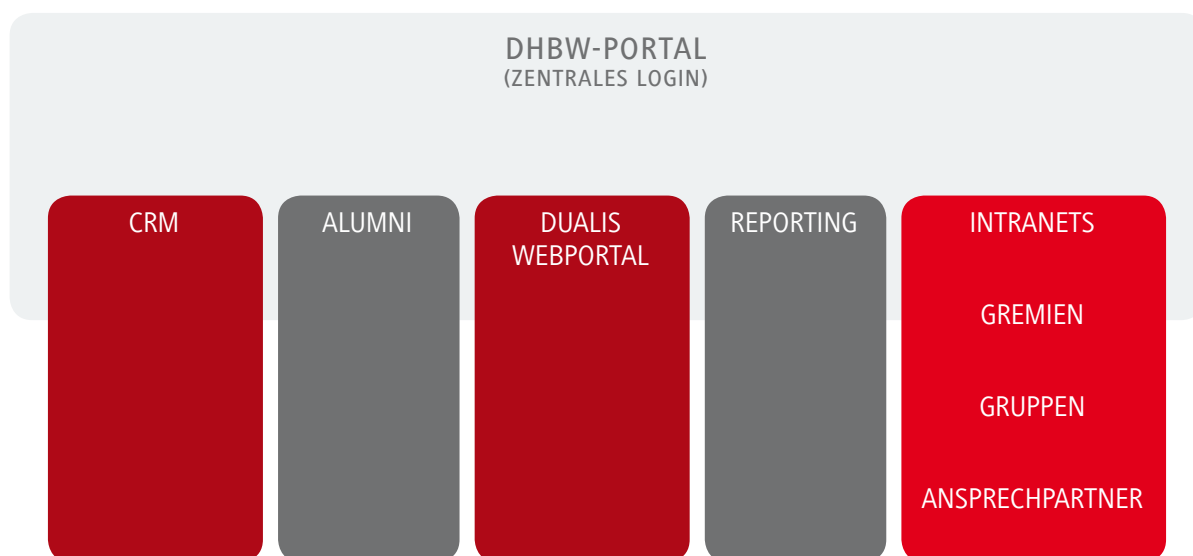 DHBW-PORTAL
(ZENTRALES LOGIN)
CRM
ALUMNI
DUALIS
WEBPORTAL
REPORTING
INTRANETS
GREMIEN
GRUPPEN
ANSPRECHPARTNER